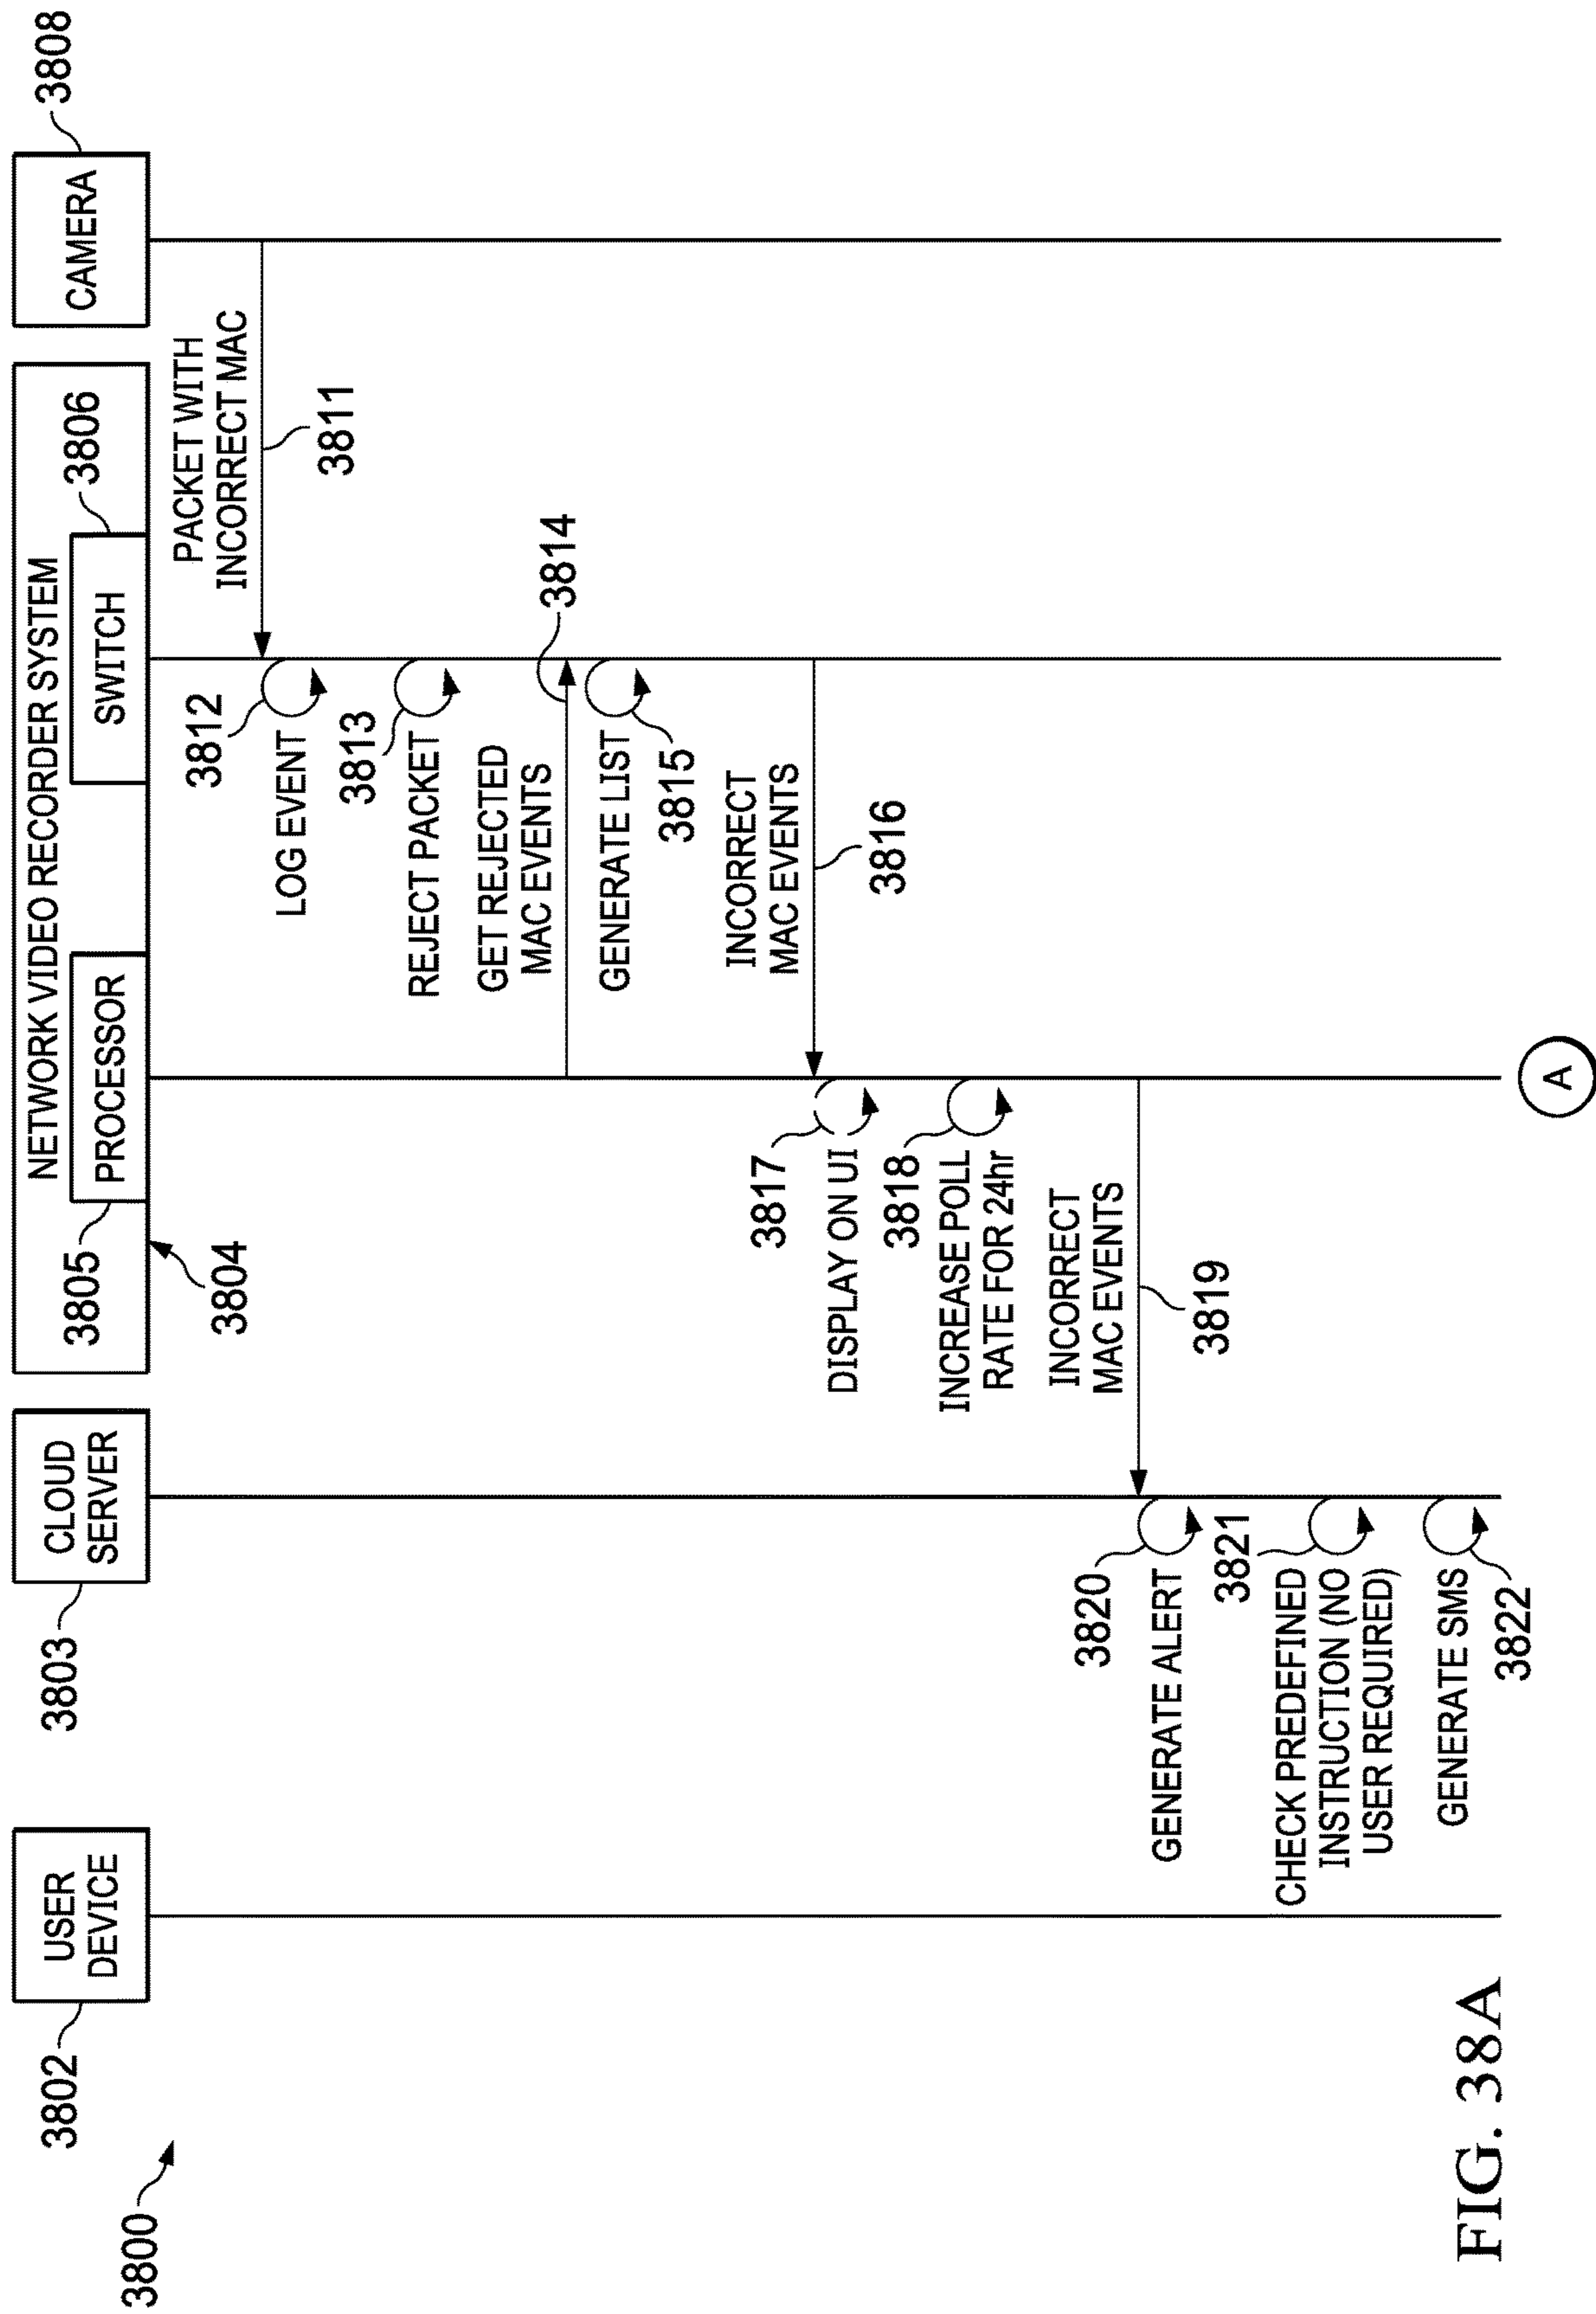 3800
3802
USER
DEVICE
3803
CLOUD
SERVER
NETWORK VIDEO RECORDER SYSTEM
3804
3805
PROCESSOR
SWITCH
3806
CAMERA
3808
PACKET WITH
INCORRECT MAC
3811
3812
LOG EVENT
3813
REJECT PACKET
GET REJECTED
MAC EVENTS
3814
GENERATE LIST
3815
INCORRECT
MAC EVENTS
3816
3817
DISPLAY ON UI
3818
INCREASE POLL
RATE FOR 24hr
INCORRECT
MAC EVENTS
3819
3820
GENERATE ALERT
3821
CHECK PREDEFINED
INSTRUCTION (NO
USER REQUIRED)
GENERATE SMS
3822
A
FIG. 38A